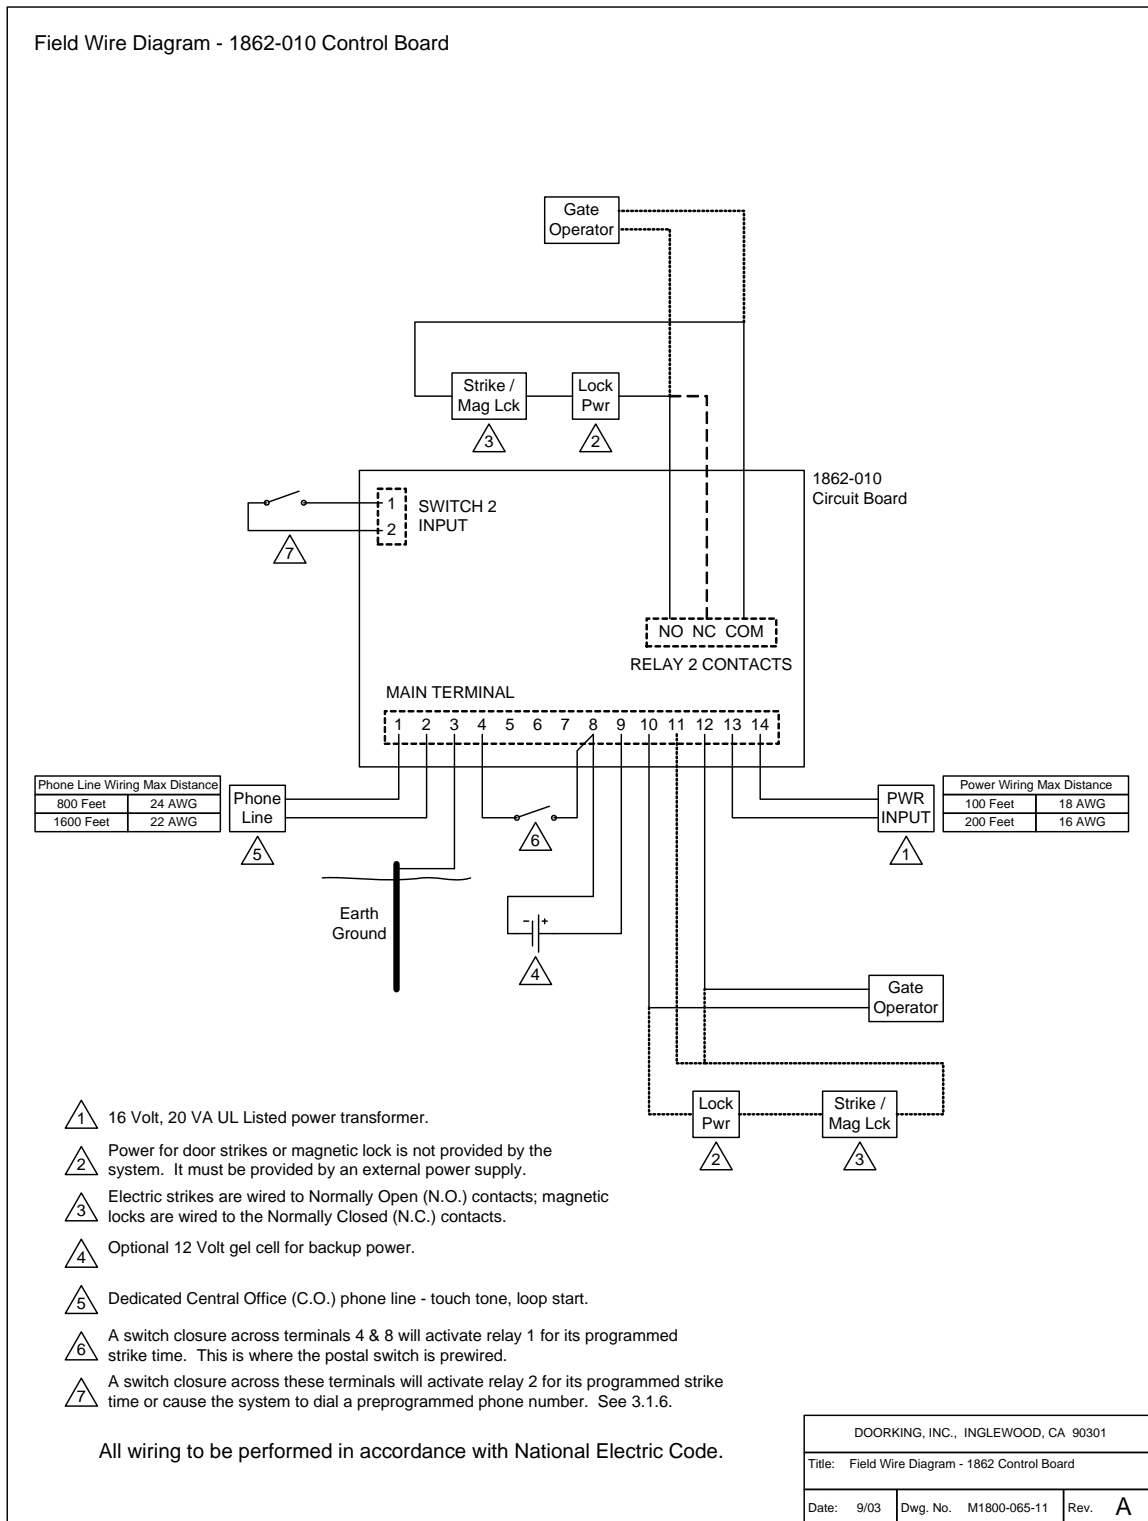 Field Wire Diagram - 1862-010 Control Board
Gate
Operator
Strike /
Mag Lck
Lock
Pwr
3
2
1862-010
Circuit Board
1
2
SWITCH 2
INPUT
7
NO NC COM
RELAY 2 CONTACTS
MAIN TERMINAL
1 2 3 4 5 6 7 8 9 10 11 12 13 14
Phone Line Wiring Max Distance
800 Feet 24 AWG
1600 Feet 22 AWG
Phone
Line
5
6
PWR
INPUT
1
Power Wiring Max Distance
100 Feet 18 AWG
200 Feet 16 AWG
Earth
Ground
- +
4
Gate
Operator
Lock
Pwr
2
Strike /
Mag Lck
3
1 16 Volt, 20 VA UL Listed power transformer.
2 Power for door strikes or magnetic lock is not provided by the
system. It must be provided by an external power supply.
3 Electric strikes are wired to Normally Open (N.O.) contacts; magnetic
locks are wired to the Normally Closed (N.C.) contacts.
4 Optional 12 Volt gel cell for backup power.
5 Dedicated Central Office (C.O.) phone line - touch tone, loop start.
6 A switch closure across terminals 4 & 8 will activate relay 1 for its programmed
strike time. This is where the postal switch is prewired.
7 A switch closure across these terminals will activate relay 2 for its programmed strike
time or cause the system to dial a preprogrammed phone number. See 3.1.6.
All wiring to be performed in accordance with National Electric Code.
DOORKING, INC., INGLEWOOD, CA 90301
Title: Field Wire Diagram - 1862 Control Board
Date: 9/03 Dwg. No. M1800-065-11 Rev. A